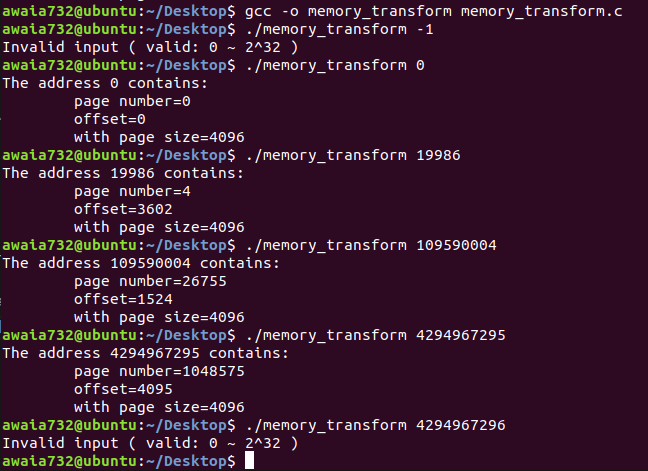 awaia732@ubuntu:~/Desktop$ gcc -o memory_transform memory_transform.c
awaia732@ubuntu:~/Desktop$ ./memory_transform -1
Invalid input ( valid: 0 ~ 2^32 )
awaia732@ubuntu:~/Desktop$ ./memory_transform 0
The address 0 contains:
        page number=0
        offset=0
        with page size=4096
awaia732@ubuntu:~/Desktop$ ./memory_transform 19986
The address 19986 contains:
        page number=4
        offset=3602
        with page size=4096
awaia732@ubuntu:~/Desktop$ ./memory_transform 109590004
The address 109590004 contains:
        page number=26755
        offset=1524
        with page size=4096
awaia732@ubuntu:~/Desktop$ ./memory_transform 4294967295
The address 4294967295 contains:
        page number=1048575
        offset=4095
        with page size=4096
awaia732@ubuntu:~/Desktop$ ./memory_transform 4294967296
Invalid input ( valid: 0 ~ 2^32 )
awaia732@ubuntu:~/Desktop$